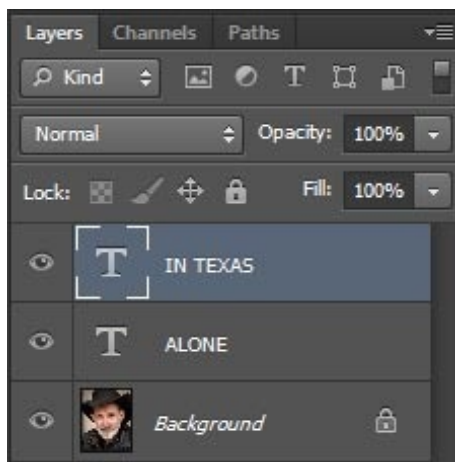 Layers Channels Paths
Kind T
Normal Opacity: 100%
Lock: Fill: 100%
T IN TEXAS
T ALONE
Background